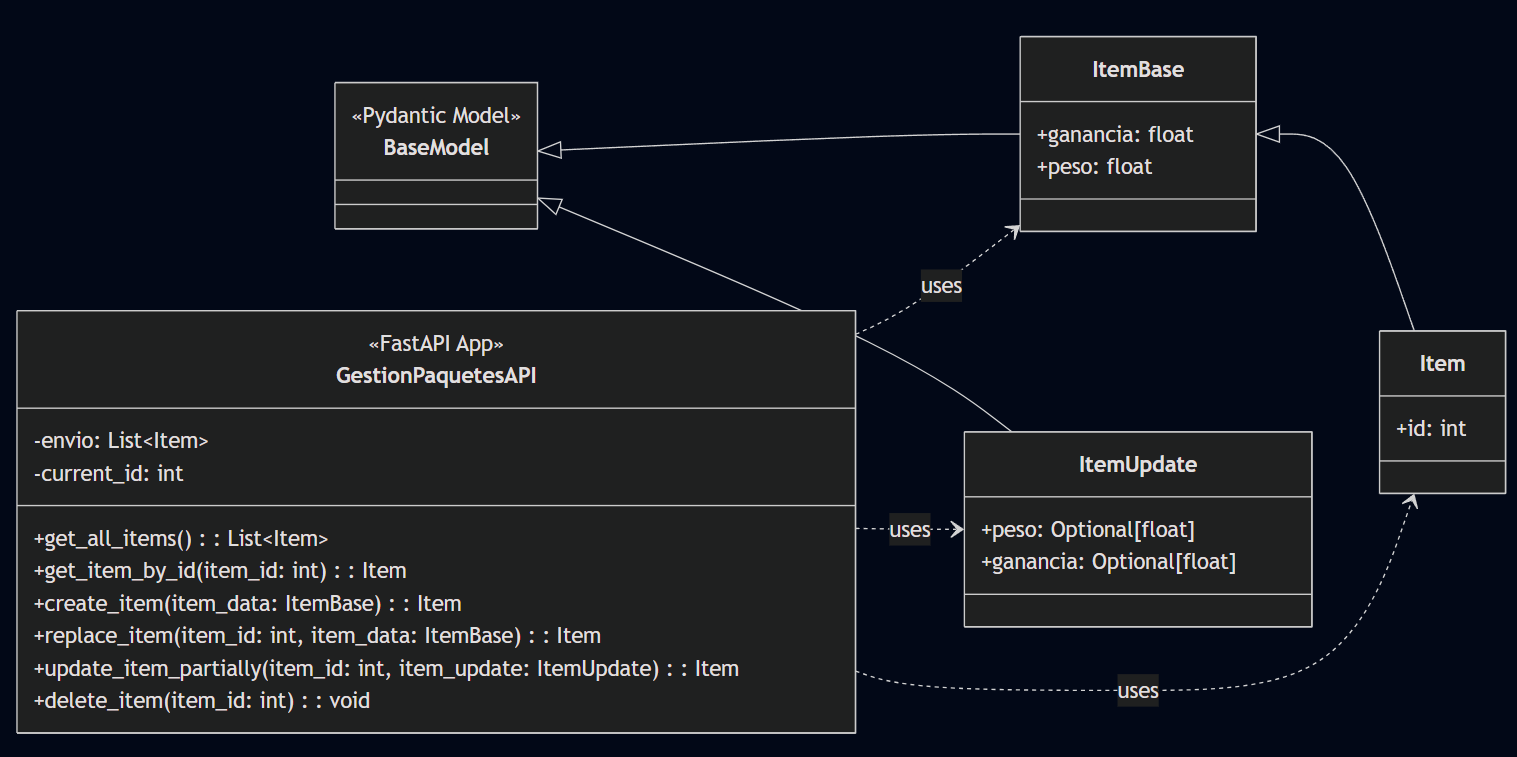 «Pydantic Model»
BaseModel
ItemBase
+ganancia: float
+peso: float
uses
«FastAPI App»
GestionPaquetesAPI
-envio: List<Item>
-current_id: int
+get_all_items() : : List<Item>
+get_item_by_id(item_id: int) : : Item
+create_item(item_data: ItemBase) : : Item
+replace_item(item_id: int, item_data: ItemBase) : : Item
+update_item_partially(item_id: int, item_update: ItemUpdate) : : Item
+delete_item(item_id: int) : : void
uses
ItemUpdate
+peso: Optional[float]
+ganancia: Optional[float]
Item
+id: int
uses